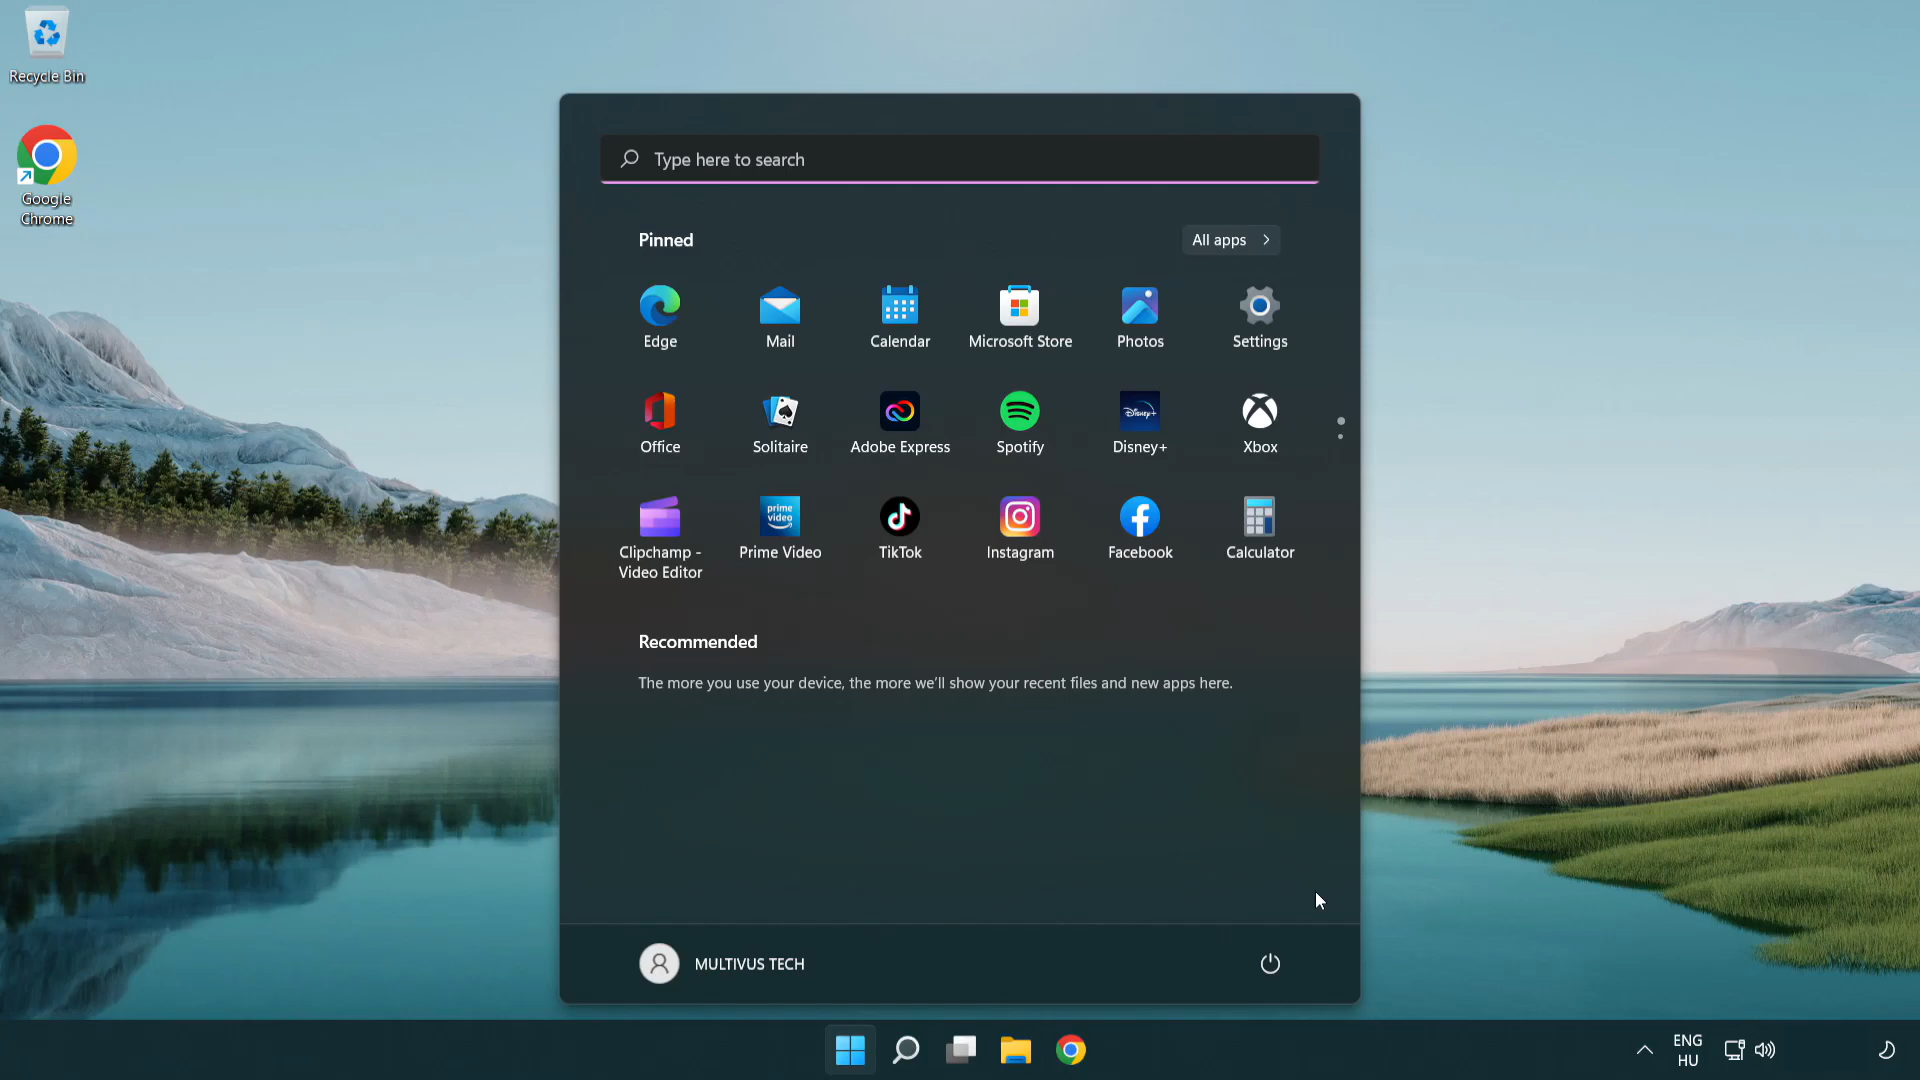 Recycle Bin
Google
Chrome
Type here to search
Pinned
All apps
Edge
Mail
Calendar
Microsoft Store
Photos
Settings
Office
Solitaire
Adobe Express
Disney+
Spotify
Disney+
Xbox
prime
video
Clipchamp -
Video Editor
Prime Video
TikTok
Instagram
Facebook
Calculator
Recommended
The more you use your device, the more we'll show your recent files and new apps here.
MULTIVUS TECH
ENG
HU